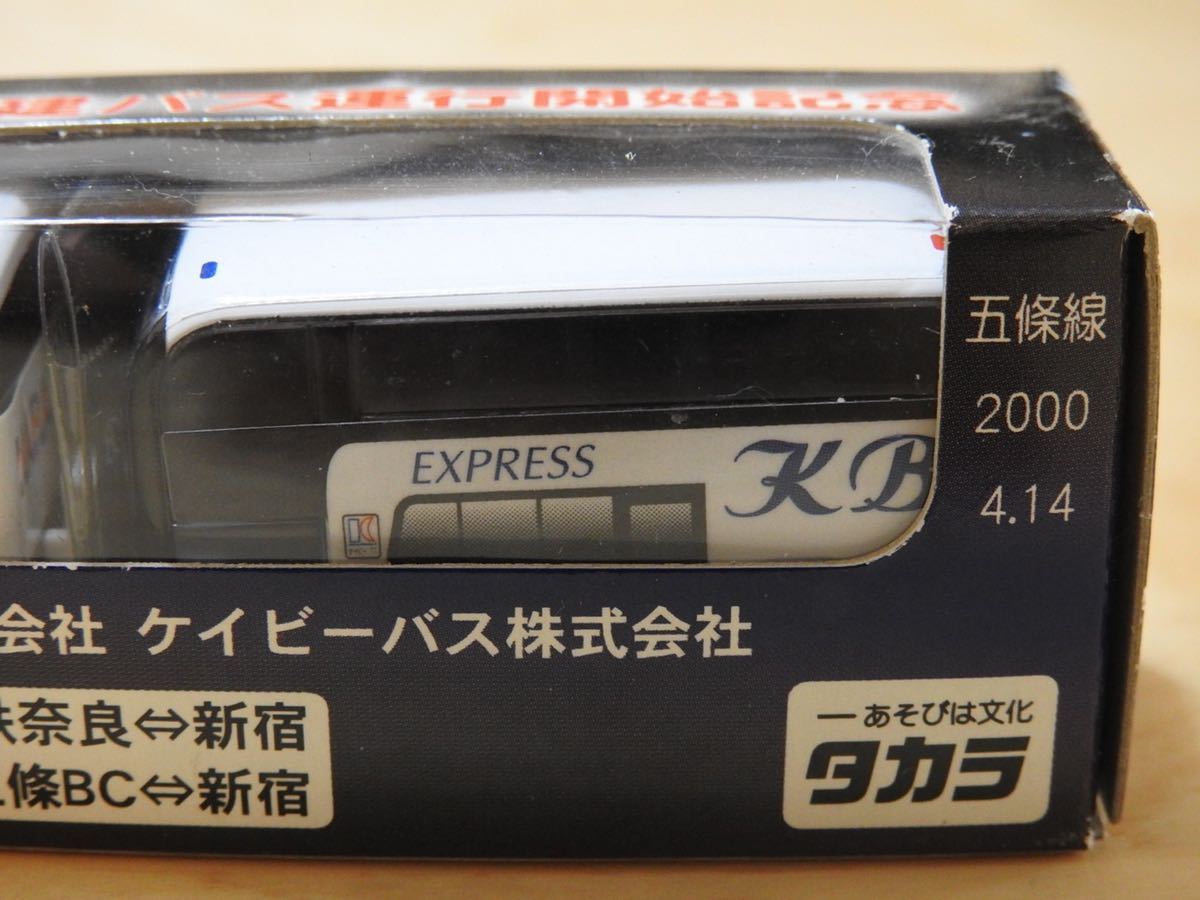 バス運行開始記念
五條線
2000
4.14
EXPRESS
KB
会社 ケイビーバス株式会社
奈良⇔新宿
條BC⇔新宿
ーあそびは文化
タカラ